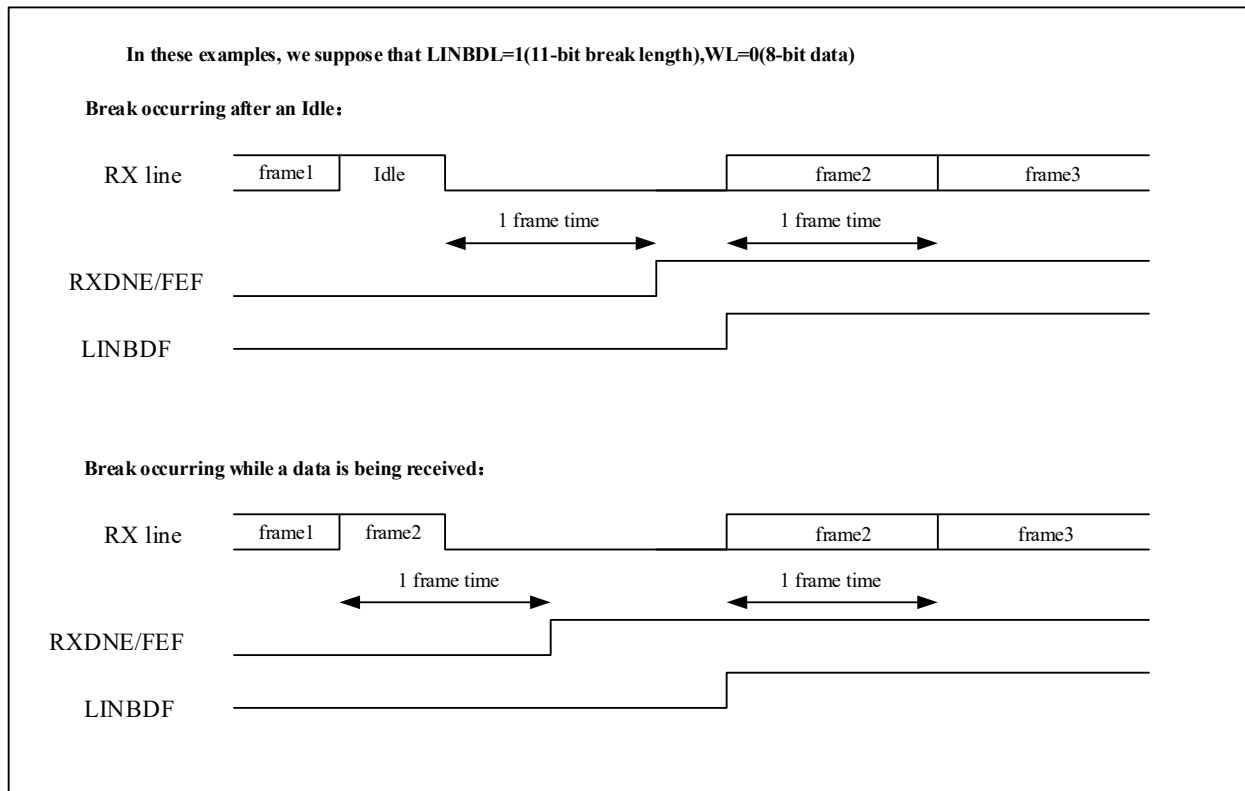 In these examples, we suppose that LINBDL=1(11-bit break length),WL=0(8-bit data)
Break occurring after an Idle：
RX line frame1 Idle frame2 frame3
1 frame time 1 frame time
RXDNE/FEF
LINBDF
Break occurring while a data is being received：
RX line frame1 frame2 frame2 frame3
1 frame time 1 frame time
RXDNE/FEF
LINBDF